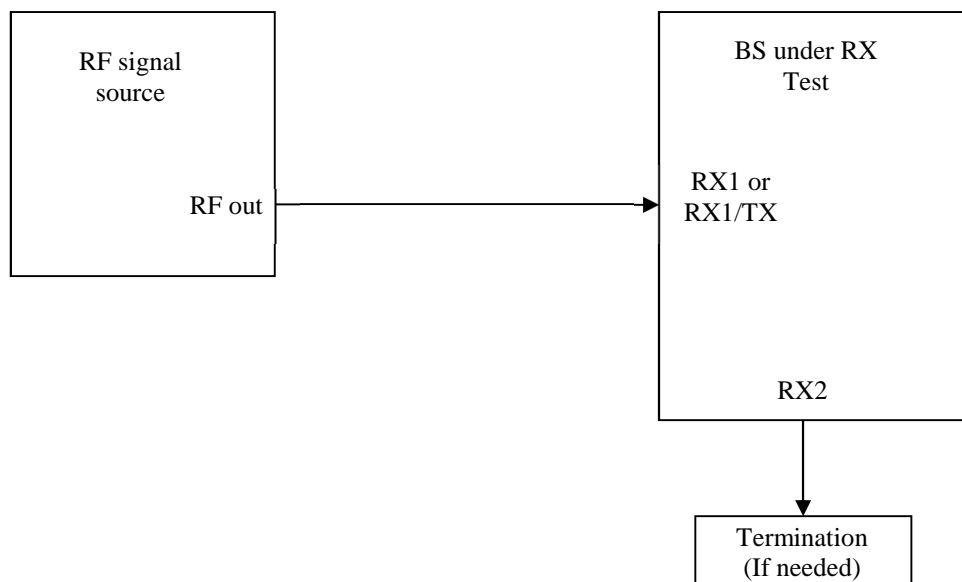 RF signal
source
BS under RX
Test
RF out
RX1 or
RX1/TX
RX2
Termination
(If needed)